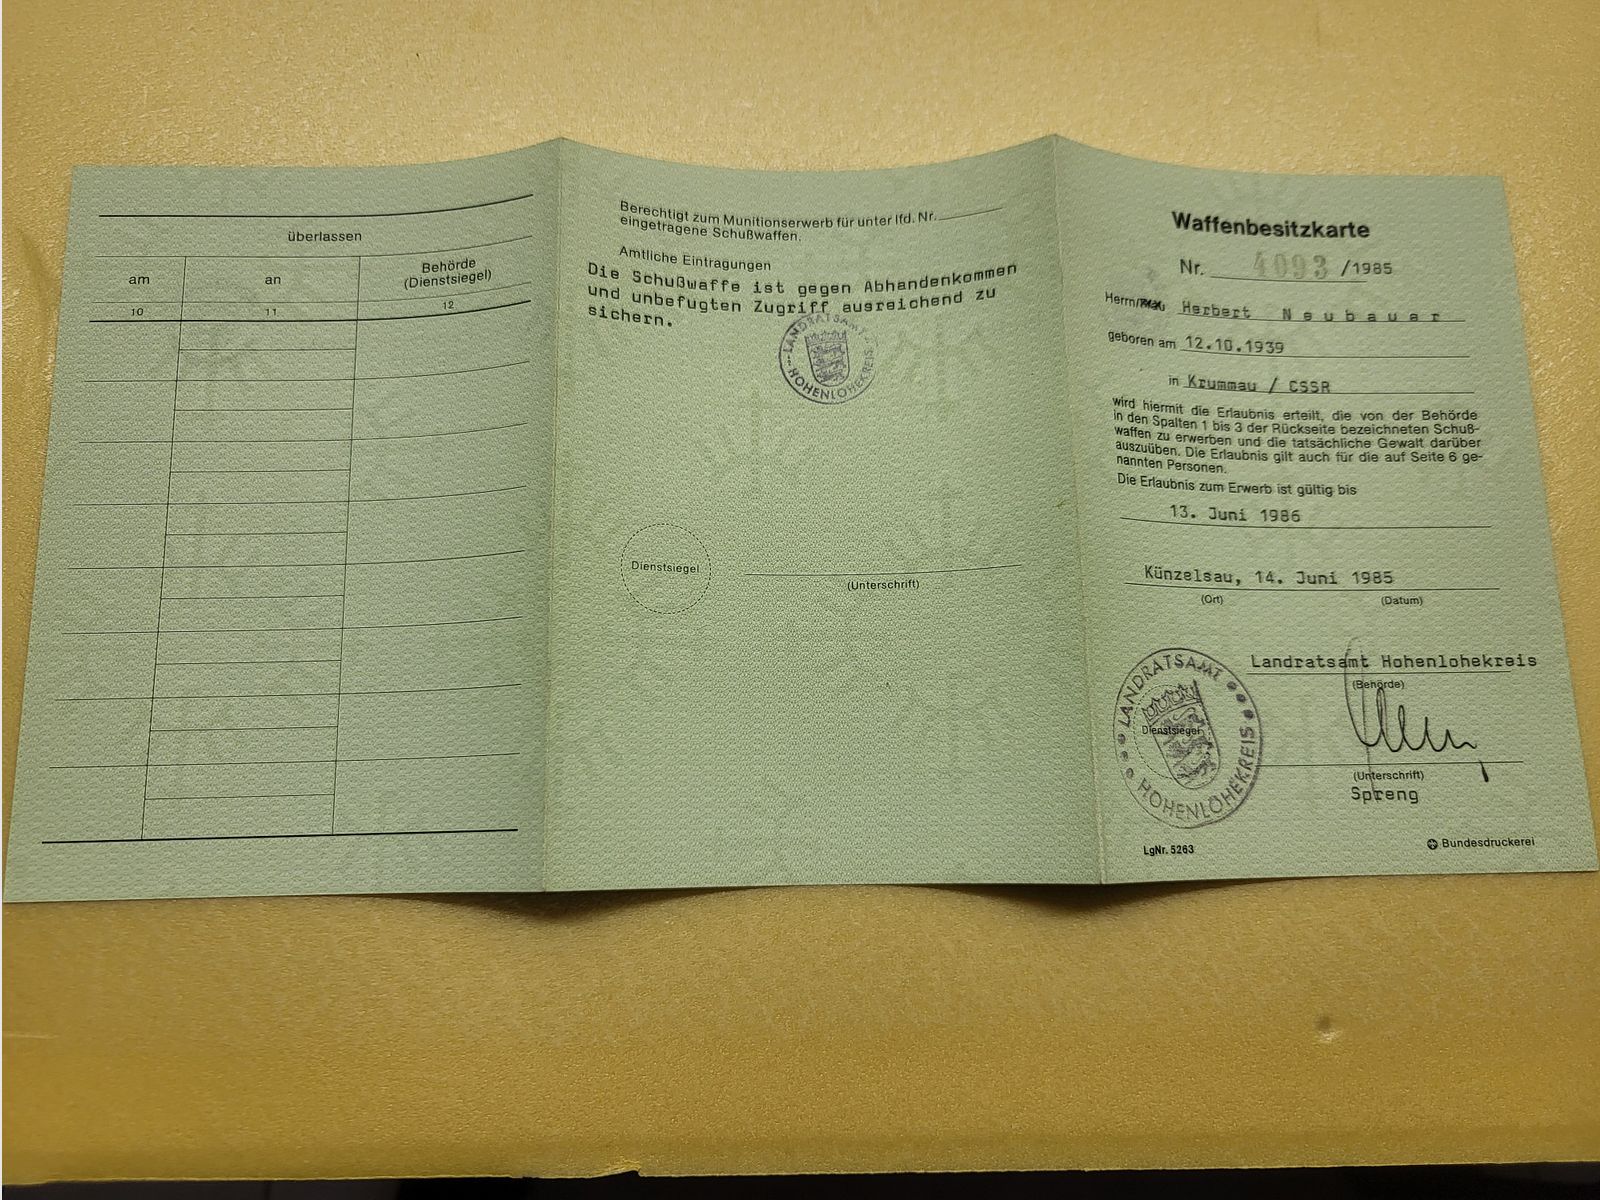 überlassen
am
an
Behörde
(Dienstsiegel)
10
11
12
Berechtigt zum Munitionserwerb für unter lfd. Nr.
eingetragene Schußwaffen.
Amtliche Eintragungen
Die Schußwaffe ist gegen Abhandenkommen
und unbefugten Zugriff ausreichend zu
sichern.
LANDRATSAMT
HOHENLOHEKREIS
Dienstsiegel
(Unterschrift)
Waffenbesitzkarte
Nr. 4093 /1985
Herrn/Frau Herbert Neubauer
geboren am 12.10.1939
in Krummau / CSSR
wird hiermit die Erlaubnis erteilt, die von der Behörde
in den Spalten 1 bis 3 der Rückseite bezeichneten Schuß-
waffen zu erwerben und die tatsächliche Gewalt darüber
auszuüben. Die Erlaubnis gilt auch für die auf Seite 6 ge-
nannten Personen.
Die Erlaubnis zum Erwerb ist gültig bis
13. Juni 1986
Künzelsau, 14. Juni 1985
(Ort) (Datum)
Landratsamt Hohenlohekreis
(Behörde)
LANDRATSAMT
HOHENLOHEKREIS
Dienstsiegel
(Unterschrift)
Spreng
LgNr. 5263
Bundesdruckerei